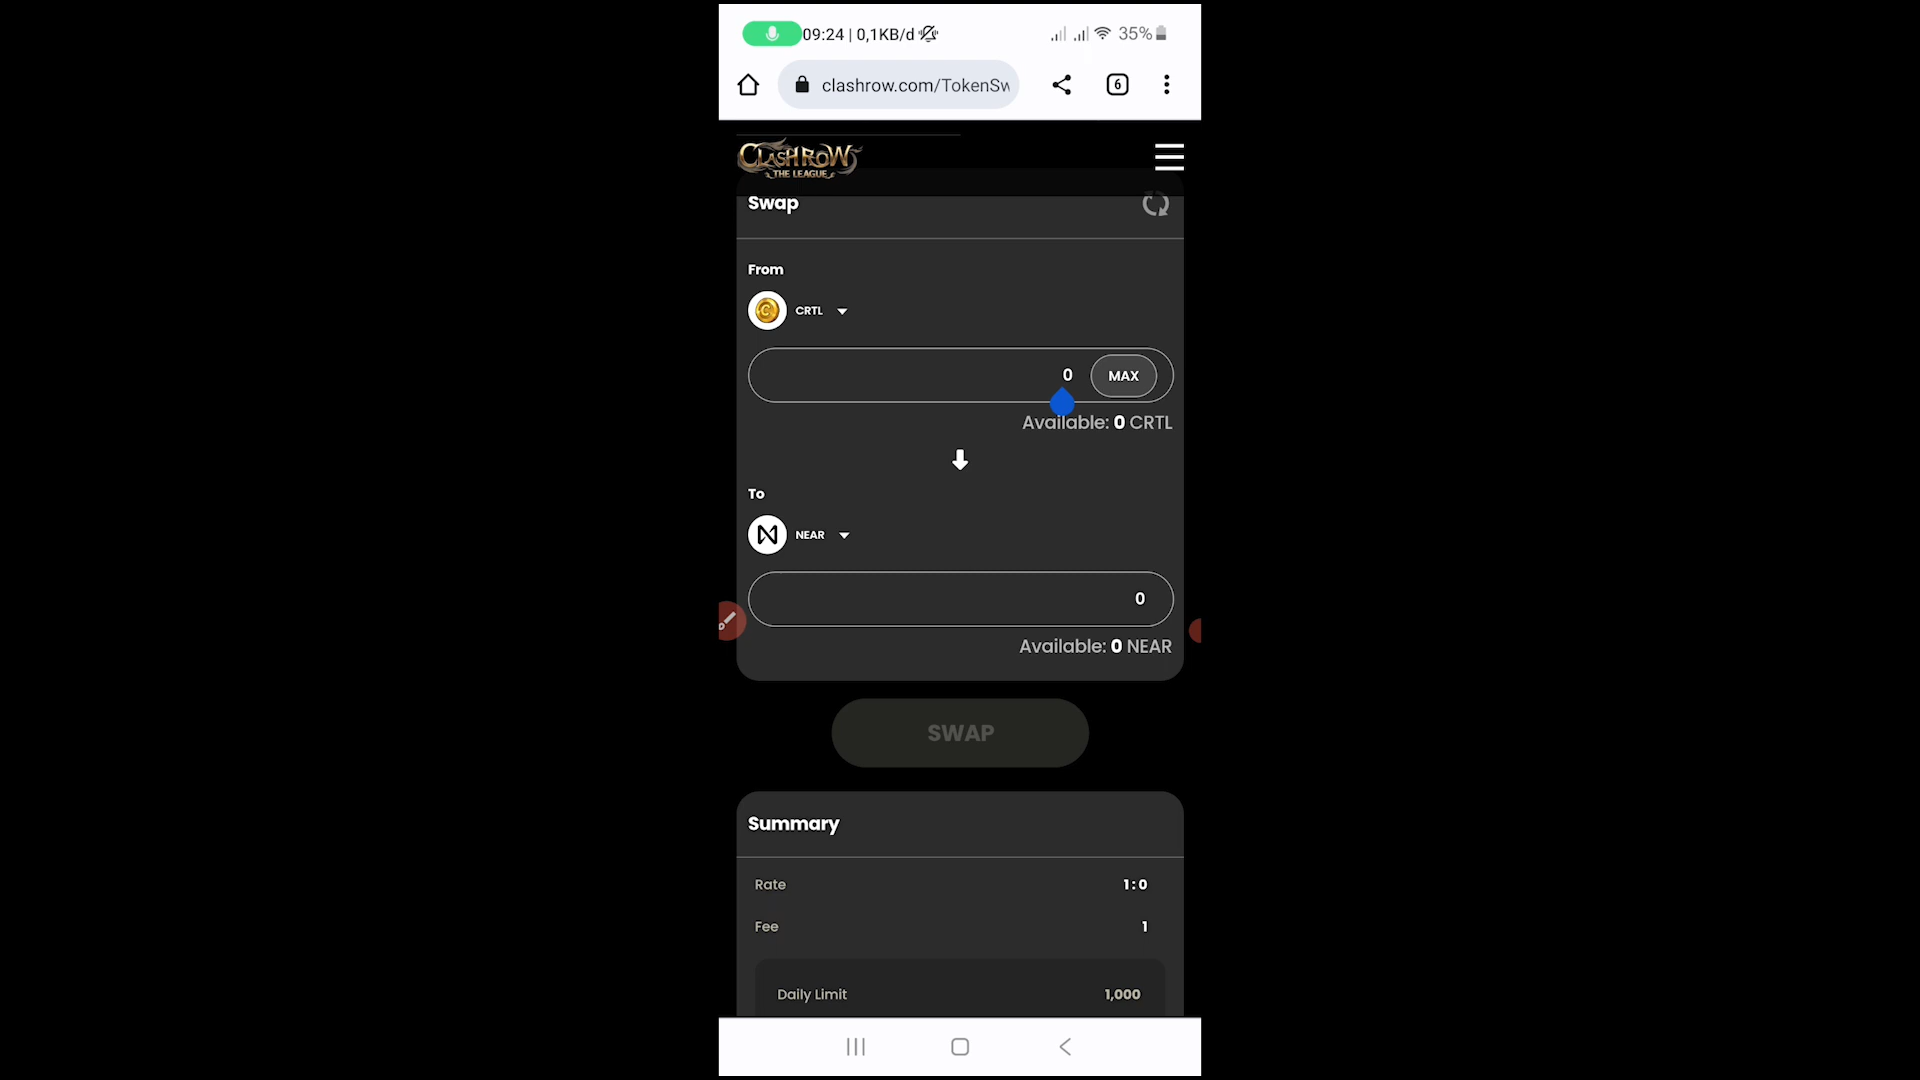 09:24 | 0,1KB/d
35%
clashrow.com/TokenSw
6
CLASHROW
THE LEAGUE
Swap
From
CRTL
0
MAX
Available: 0 CRTL
To
NEAR
0
Available: 0 NEAR
SWAP
Summary
Rate
1 : 0
Fee
1
Daily Limit
1,000